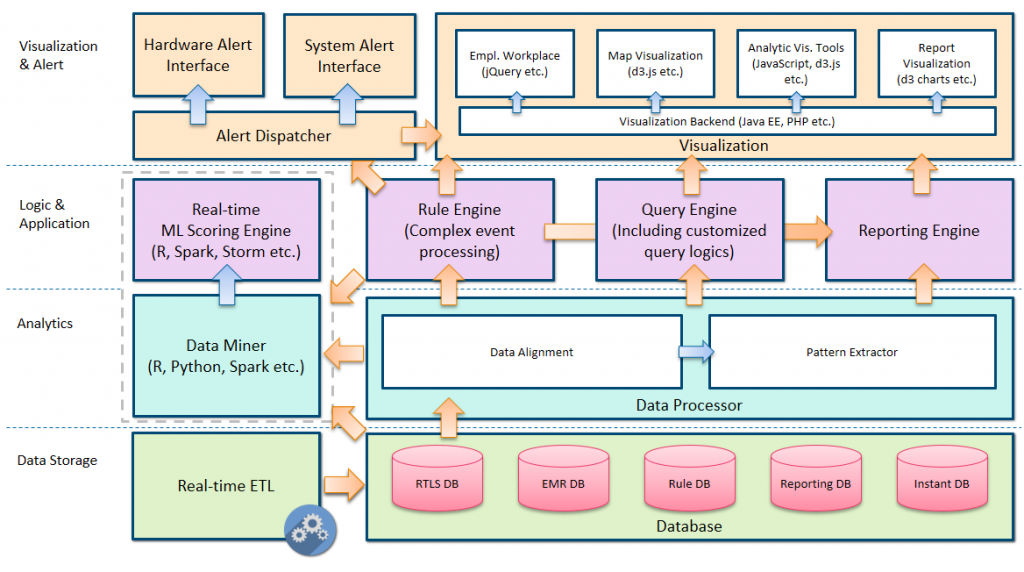 Visualization
& Alert
Hardware Alert
Interface
System Alert
Interface
Alert Dispatcher
Empl. Workplace
(jQuery etc.)
Map Visualization
(d3.js etc.)
Analytic Vis. Tools
(JavaScript, d3.js
etc.)
Report
Visualization
(d3 charts etc.)
Visualization Backend (Java EE, PHP etc.)
Visualization
Logic &
Application
Real-time
ML Scoring Engine
(R, Spark, Storm etc.)
Rule Engine
(Complex event
processing)
Query Engine
(Including customized
query logics)
Reporting Engine
Analytics
Data Miner
(R, Python, Spark etc.)
Data Alignment
Pattern Extractor
Data Processor
Data Storage
Real-time ETL
RTLS DB
EMR DB
Rule DB
Reporting DB
Instant DB
Database